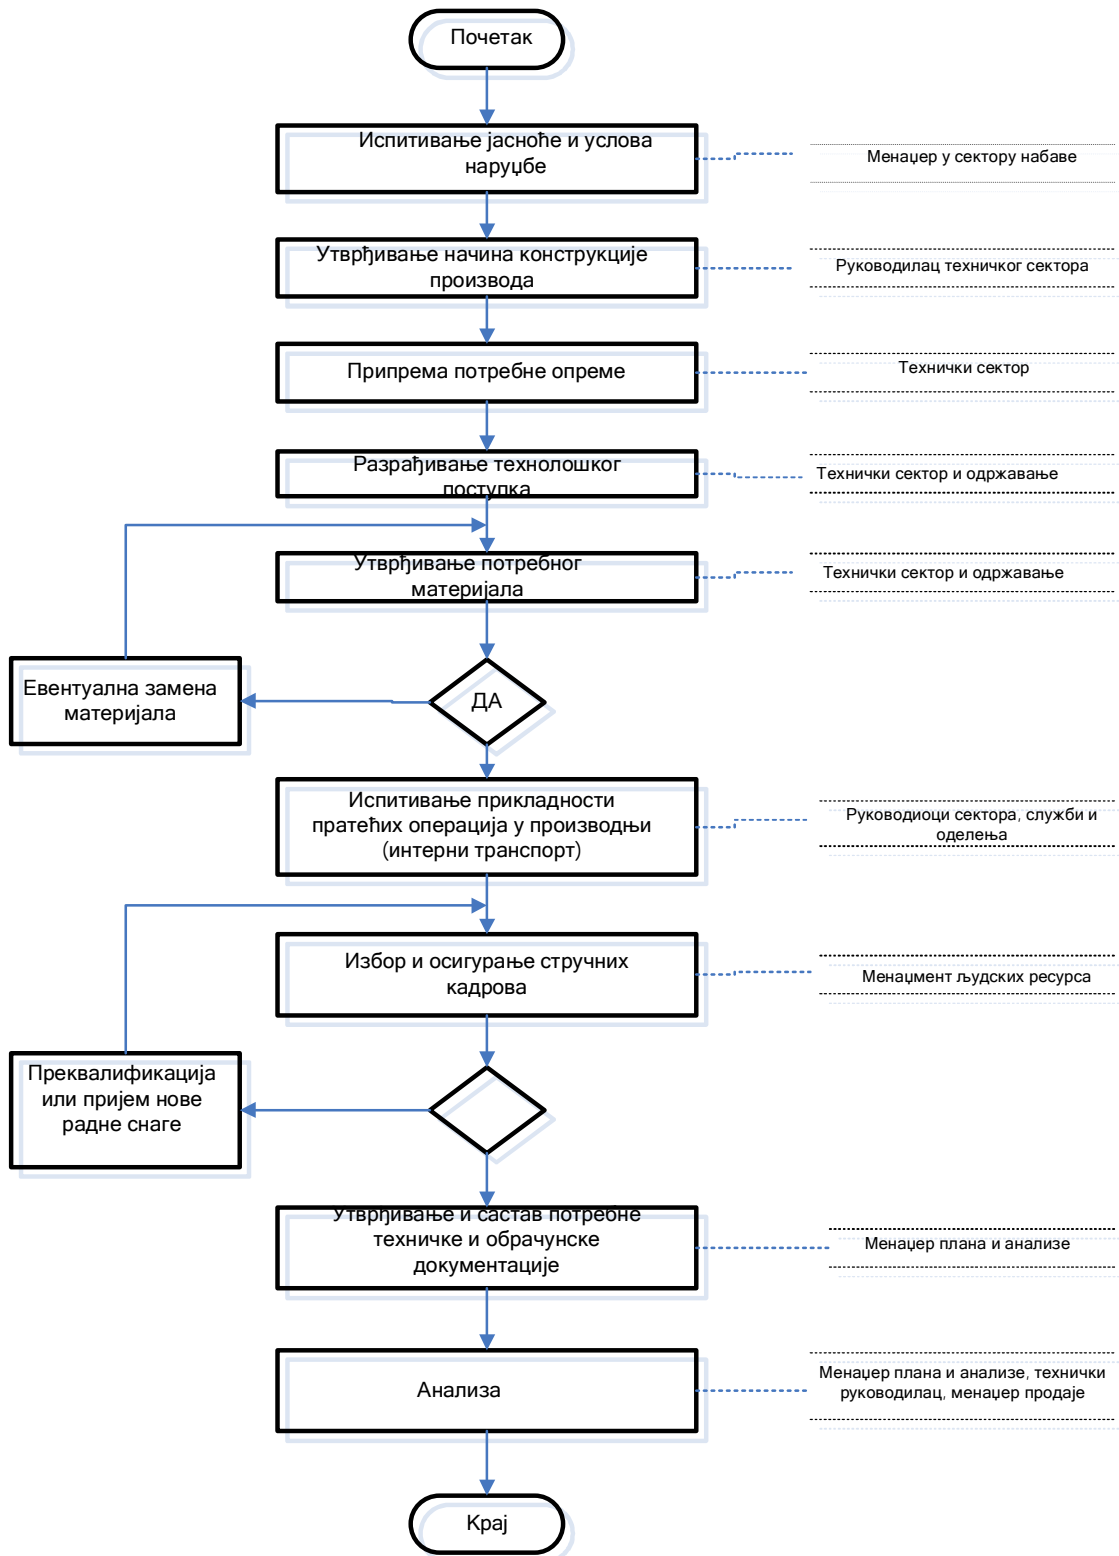 Почетак
Испитивање јасноће и услова
наруџбе
Менаџер у сектору набаве
Утврђивање начина конструкције
производа
Руководилац техничког сектора
Припрема потребне опреме
Технички сектор
Разрађивање технолошког
поступка
Технички сектор и одржавање
Утврђивање потребног
материјала
Технички сектор и одржавање
Евентуална замена
материјала
ДА
Испитивање прикладности
пратећих операција у производњи
(интерни транспорт)
Руководиоци сектора, служби и
оделења
Избор и осигурање стручних
кадрова
Менаџмент људских ресурса
Преквалификација
или пријем нове
радне снаге
Утврђивање и састав потребне
техничке и обрачунске
документације
Менаџер плана и анализе
Анализа
Менаџер плана и анализе, технички
руководилац, менаџер продаје
Крај